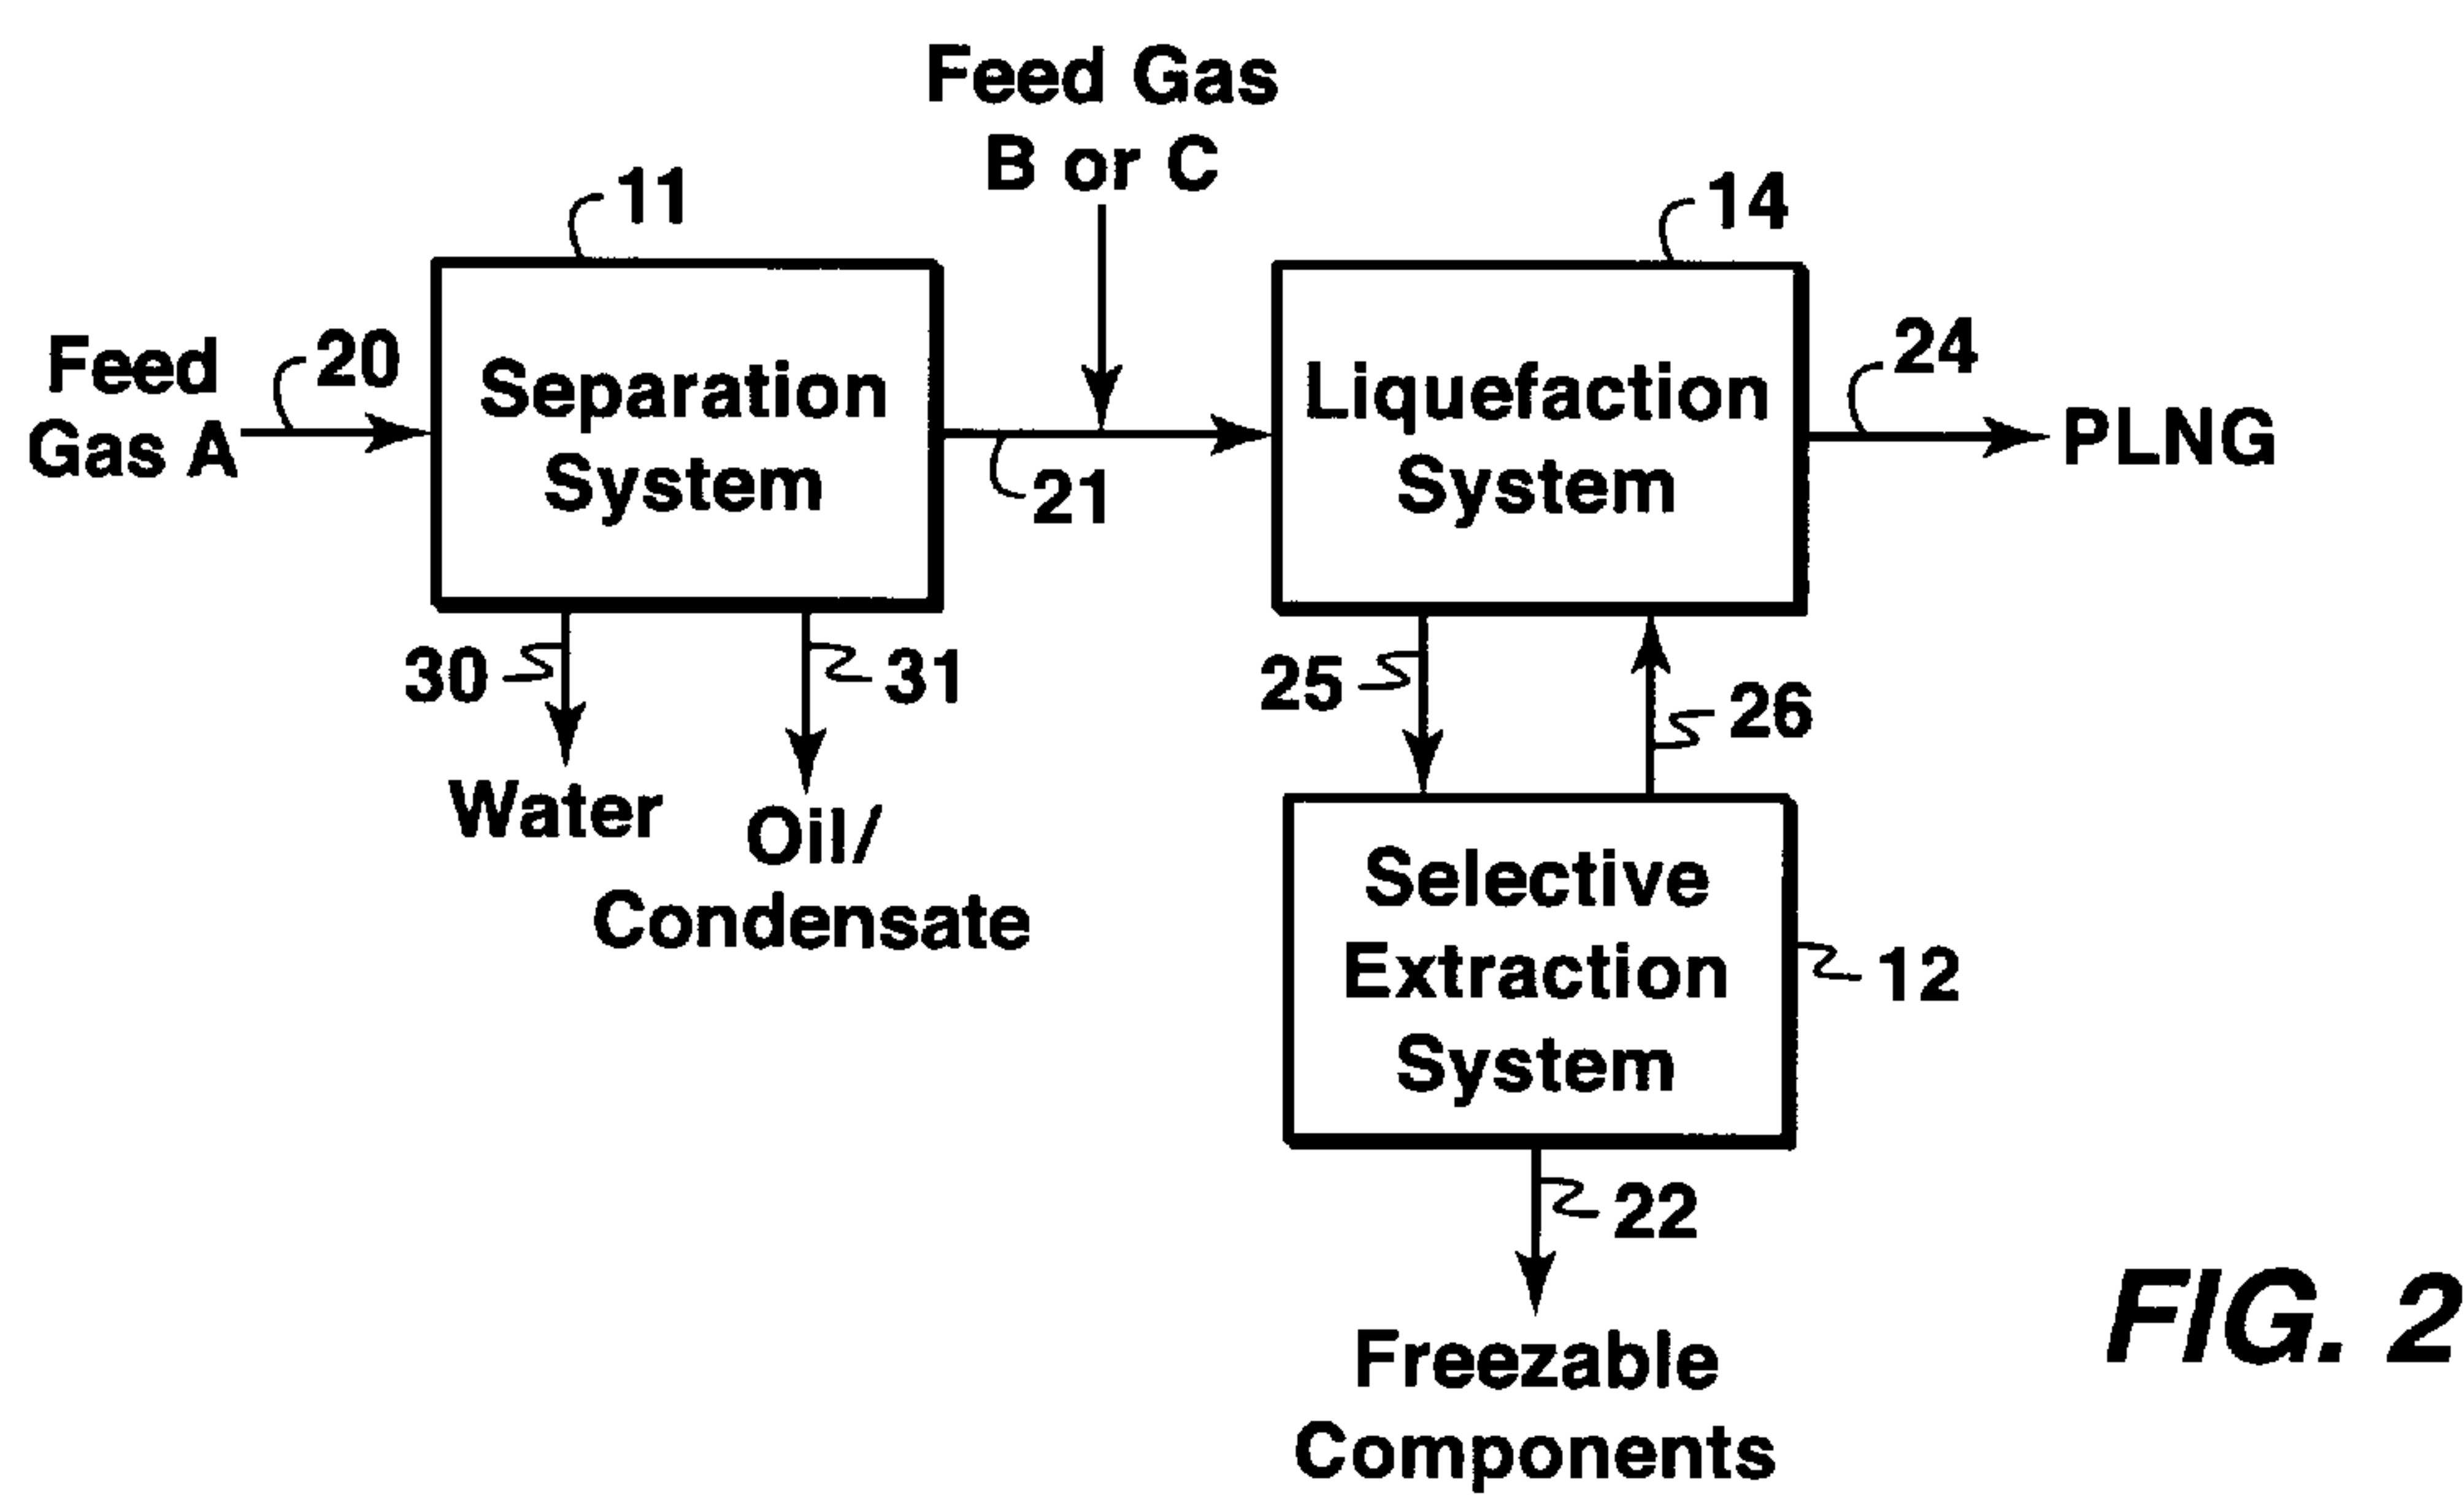 Feed Gas
B or C
11
14
Feed
Gas A
20
Separation
System
21
Liquefaction
System
24
PLNG
30
31
25
26
Water
Oil/
Condensate
Selective
Extraction
System
12
22
Freezable
Components
FIG. 2